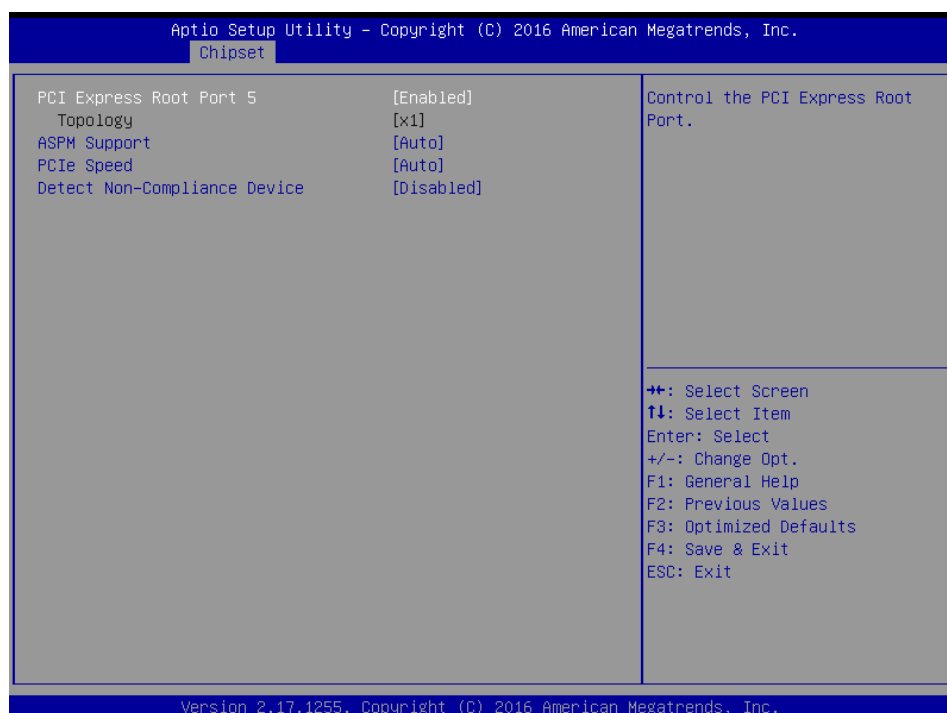 Aptio Setup Utility – Copyright (C) 2016 American Megatrends, Inc.
Chipset
PCI Express Root Port 5 [Enabled]
Topology [x1]
ASPM Support [Auto]
PCIe Speed [Auto]
Detect Non-Compliance Device [Disabled]
Control the PCI Express Root
Port.
→←: Select Screen
↑↓: Select Item
Enter: Select
+/-: Change Opt.
F1: General Help
F2: Previous Values
F3: Optimized Defaults
F4: Save & Exit
ESC: Exit
Version 2.17.1255. Copyright (C) 2016 American Megatrends, Inc.